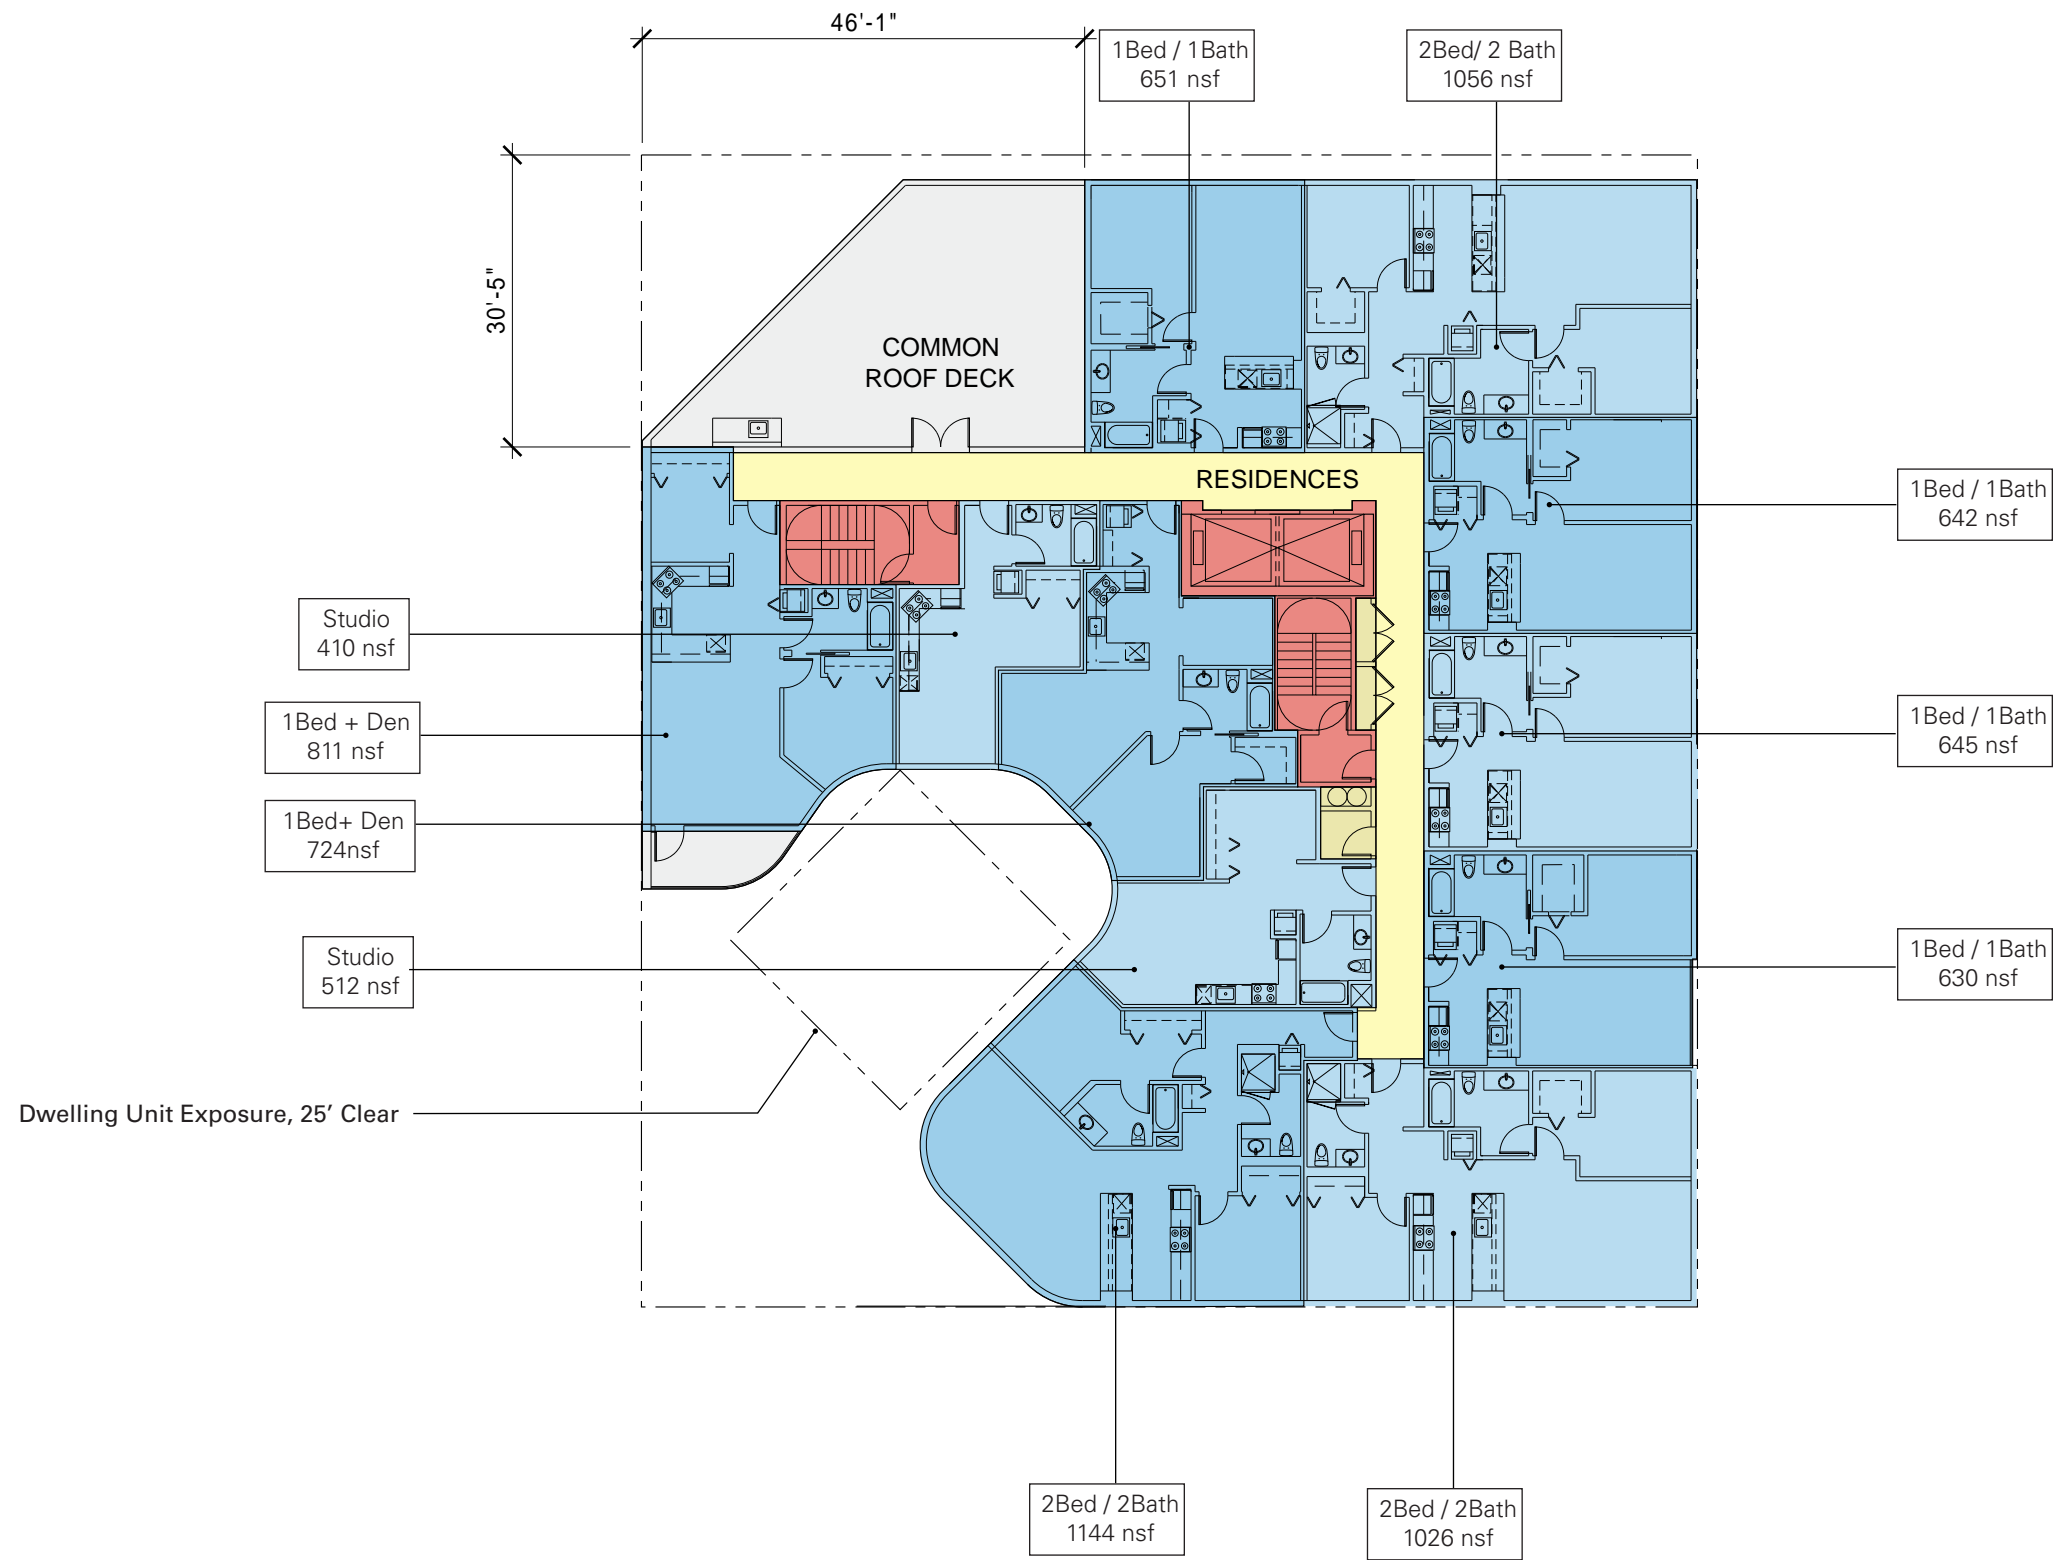 46'-1"
1Bed / 1Bath
651 nsf
2Bed/ 2 Bath
1056 nsf
30'-5"
COMMON
ROOF DECK
RESIDENCES
1Bed / 1Bath
642 nsf
Studio
410 nsf
1Bed + Den
811 nsf
1Bed / 1Bath
645 nsf
1Bed+ Den
724nsf
Studio
512 nsf
1Bed / 1Bath
630 nsf
Dwelling Unit Exposure, 25’ Clear
2Bed / 2Bath
1144 nsf
2Bed / 2Bath
1026 nsf